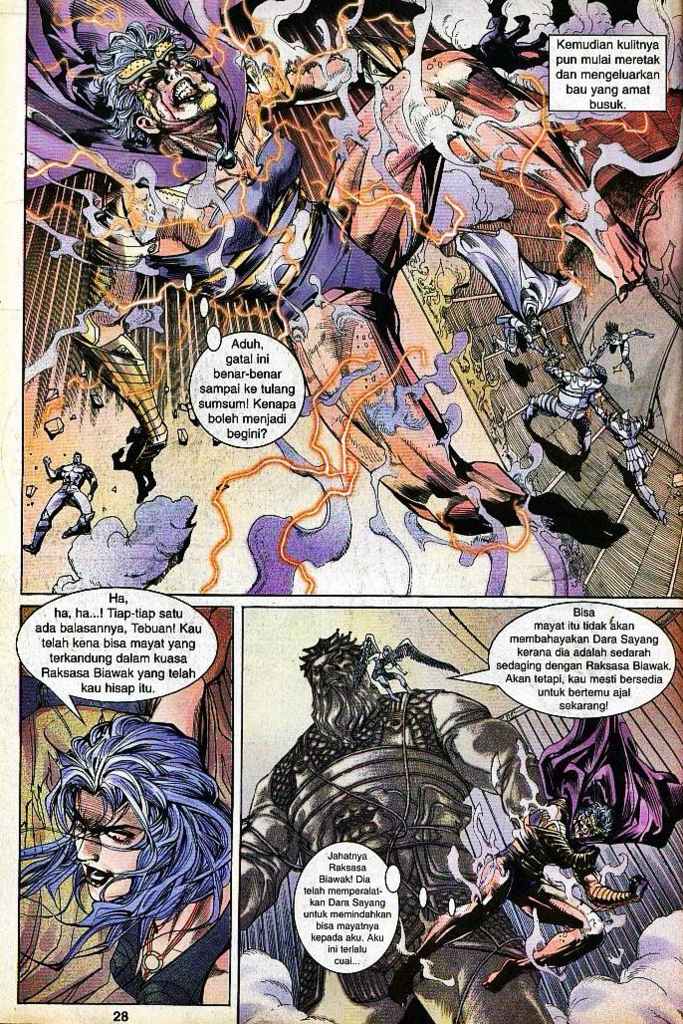 Kemudian kulitnya
pun mulai meretak
dan mengeluarkan
bau yang amat
busuk.
Aduh,
gatal ini
benar-benar
sampai ke tulang
sumsum! Kenapa
boleh menjadi
begini?
Ha,
ha, ha...! Tiap-tiap satu
ada balasannya, Tebuan! Kau
telah kena bisa mayat yang
terkandung dalam kuasa
Raksasa Biawak yang telah
kau hisap itu.
Bisa
mayat itu tidak akan
membahayakan Dara Sayang
kerana dia adalah sedarah
sedaging dengan Raksasa Biawak.
Akan tetapi, kau mesti bersedia
untuk bertemu ajal
sekarang!
Jahatnya
Raksasa
Biawak! Dia
telah memperalat-
kan Dara Sayang
untuk memindahkan
bisa mayatnya
kepada aku. Aku
ini terlalu
cuai...
28